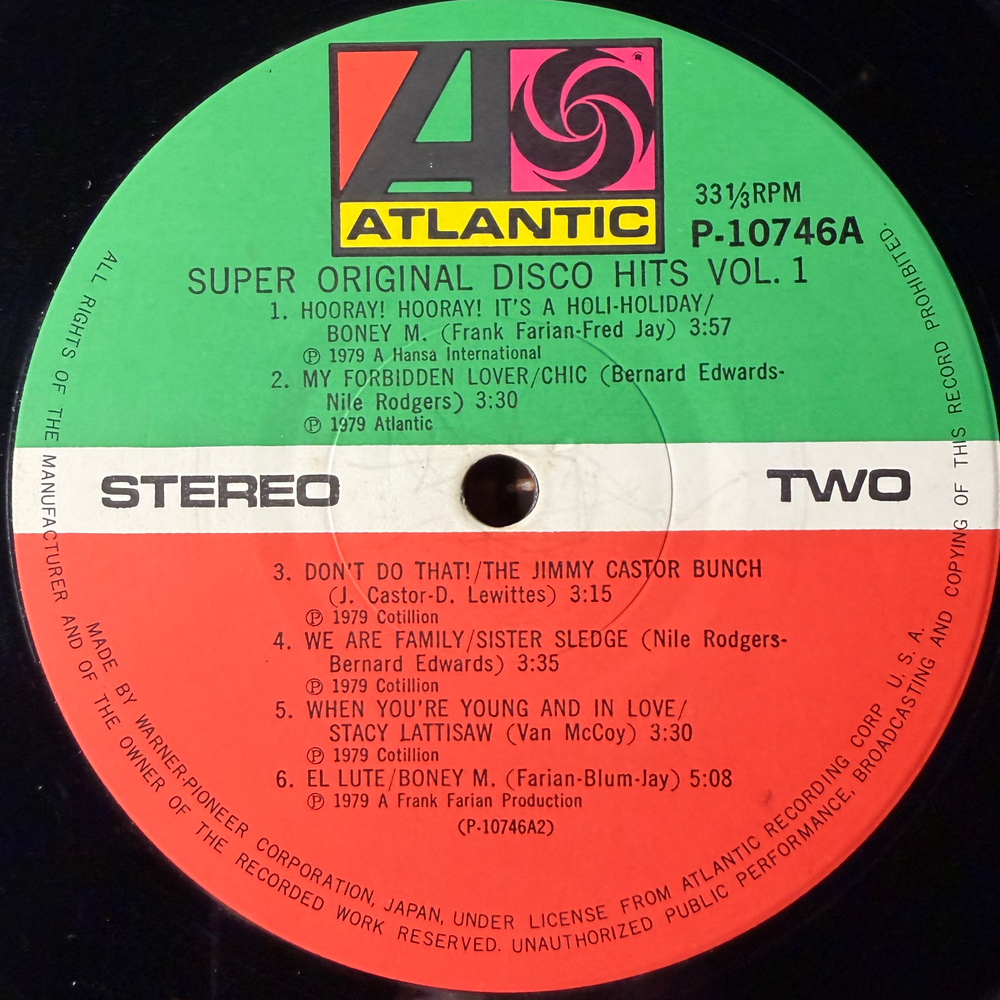 ATLANTIC
33⅓RPM
P-10746A
SUPER ORIGINAL DISCO HITS VOL. 1
1. HOORAY! HOORAY! IT'S A HOLI-HOLIDAY/
BONEY M. (Frank Farian-Fred Jay) 3:57
Ⓟ 1979 A Hansa International
2. MY FORBIDDEN LOVER/CHIC (Bernard Edwards-
Nile Rodgers) 3:30
Ⓟ 1979 Atlantic
STEREO
TWO
3. DON'T DO THAT!/THE JIMMY CASTOR BUNCH
(J. Castor-D. Lewittes) 3:15
Ⓟ 1979 Cotillion
4. WE ARE FAMILY/SISTER SLEDGE (Nile Rodgers-
Bernard Edwards) 3:35
Ⓟ 1979 Cotillion
5. WHEN YOU'RE YOUNG AND IN LOVE/
STACY LATTISAW (Van McCoy) 3:30
Ⓟ 1979 Cotillion
6. EL LUTE/BONEY M. (Farian-Blum-Jay) 5:08
Ⓟ 1979 A Frank Farian Production
(P-10746A2)
MADE BY WARNER-PIONEER CORPORATION, JAPAN, UNDER LICENSE FROM ATLANTIC RECORDING CORP U. S. A.
ALL RIGHTS OF THE MANUFACTURER AND OF THE OWNER OF THE RECORDED WORK RESERVED. UNAUTHORIZED PUBLIC PERFORMANCE, BROADCASTING AND COPYING OF THIS RECORD PROHIBITED.